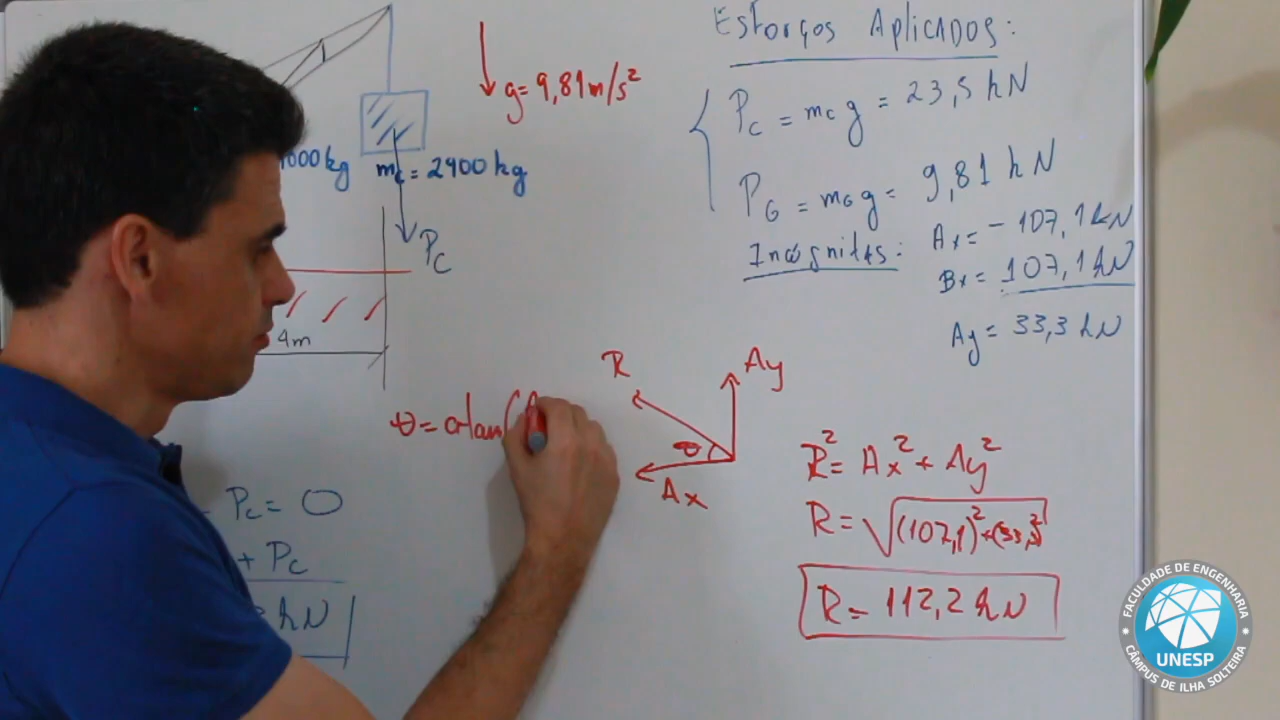 Esforços Aplicados:
g = 9,81 m/s²
Pc = mc g = 23,5 kN
1000 kg
mc = 2400 kg
PG = mG g = 9,81 kN
Pc
Incógnitas:
Ax = -107,1 kN
Bx = 107,1 kN
Ay = 33,3 kN
4m
R
Ay
θ
Ax
θ = artan(
R² = Ax² + Ay²
R = √(107,1)² + (33,3)²
R = 112,2 kN
- Pc = 0
+ Pc
kN
FACULDADE DE ENGENHARIA
UNESP
CÂMPUS DE ILHA SOLTEIRA